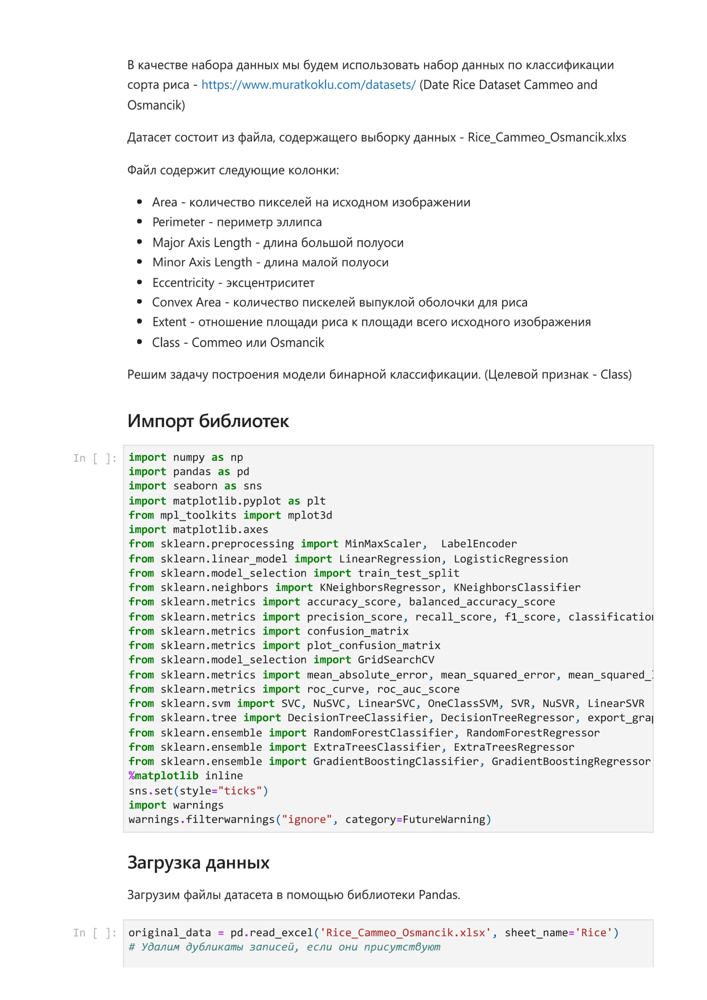 В качестве набора данных мы будем использовать набор данных по классификации
сорта риса - https://www.muratkoklu.com/datasets/ (Date Rice Dataset Cammeo and
Osmancik)
Датасет состоит из файла, содержащего выборку данных - Rice_Cammeo_Osmancik.xlxs
Файл содержит следующие колонки:
• Area - количество пикселей на исходном изображении
• Perimeter - периметр эллипса
• Major Axis Length - длина большой полуоси
• Minor Axis Length - длина малой полуоси
• Eccentricity - эксцентриситет
• Convex Area - количество пискелей выпуклой оболочки для риса
• Extent - отношение площади риса к площади всего исходного изображения
• Class - Commeo или Osmancik
Решим задачу построения модели бинарной классификации. (Целевой признак - Class)
Импорт библиотек
In [ ]: import numpy as np
import pandas as pd
import seaborn as sns
import matplotlib.pyplot as plt
from mpl_toolkits import mplot3d
import matplotlib.axes
from sklearn.preprocessing import MinMaxScaler,  LabelEncoder
from sklearn.linear_model import LinearRegression, LogisticRegression
from sklearn.model_selection import train_test_split
from sklearn.neighbors import KNeighborsRegressor, KNeighborsClassifier
from sklearn.metrics import accuracy_score, balanced_accuracy_score
from sklearn.metrics import precision_score, recall_score, f1_score, classification
from sklearn.metrics import confusion_matrix
from sklearn.metrics import plot_confusion_matrix
from sklearn.model_selection import GridSearchCV
from sklearn.metrics import mean_absolute_error, mean_squared_error, mean_squared_
from sklearn.metrics import roc_curve, roc_auc_score
from sklearn.svm import SVC, NuSVC, LinearSVC, OneClassSVM, SVR, NuSVR, LinearSVR
from sklearn.tree import DecisionTreeClassifier, DecisionTreeRegressor, export_grap
from sklearn.ensemble import RandomForestClassifier, RandomForestRegressor
from sklearn.ensemble import ExtraTreesClassifier, ExtraTreesRegressor
from sklearn.ensemble import GradientBoostingClassifier, GradientBoostingRegressor
%matplotlib inline
sns.set(style="ticks")
import warnings
warnings.filterwarnings("ignore", category=FutureWarning)
Загрузка данных
Загрузим файлы датасета в помощью библиотеки Pandas.
In [ ]: original_data = pd.read_excel('Rice_Cammeo_Osmancik.xlsx', sheet_name='Rice')
# Удалим дубликаты записей, если они присутствуют